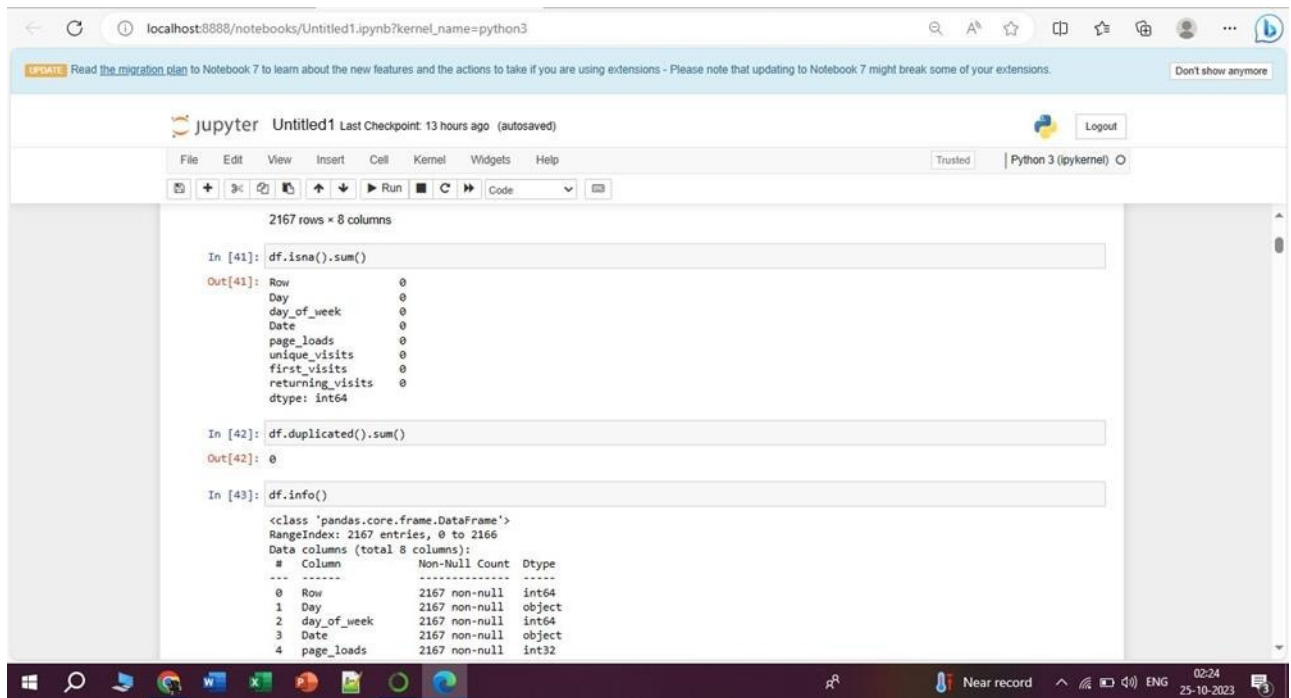 localhost:8888/notebooks/Untitled1.ipynb?kernel_name=python3
UPDATE Read the migration plan to Notebook 7 to learn about the new features and the actions to take if you are using extensions - Please note that updating to Notebook 7 might break some of your extensions. Don't show anymore
jupyter Untitled1 Last Checkpoint: 13 hours ago (autosaved) Logout
File Edit View Insert Cell Kernel Widgets Help Trusted Python 3 (ipykernel)
Run Code
2167 rows × 8 columns
In [41]: df.isna().sum()
Out[41]: Row 0
Day 0
day_of_week 0
Date 0
page_loads 0
unique_visits 0
first_visits 0
returning_visits 0
dtype: int64
In [42]: df.duplicated().sum()
Out[42]: 0
In [43]: df.info()
<class 'pandas.core.frame.DataFrame'>
RangeIndex: 2167 entries, 0 to 2166
Data columns (total 8 columns):
# Column Non-Null Count Dtype
--- ------ -------------- -----
0 Row 2167 non-null int64
1 Day 2167 non-null object
2 day_of_week 2167 non-null int64
3 Date 2167 non-null object
4 page_loads 2167 non-null int32
Near record ENG 02:24
25-10-2023